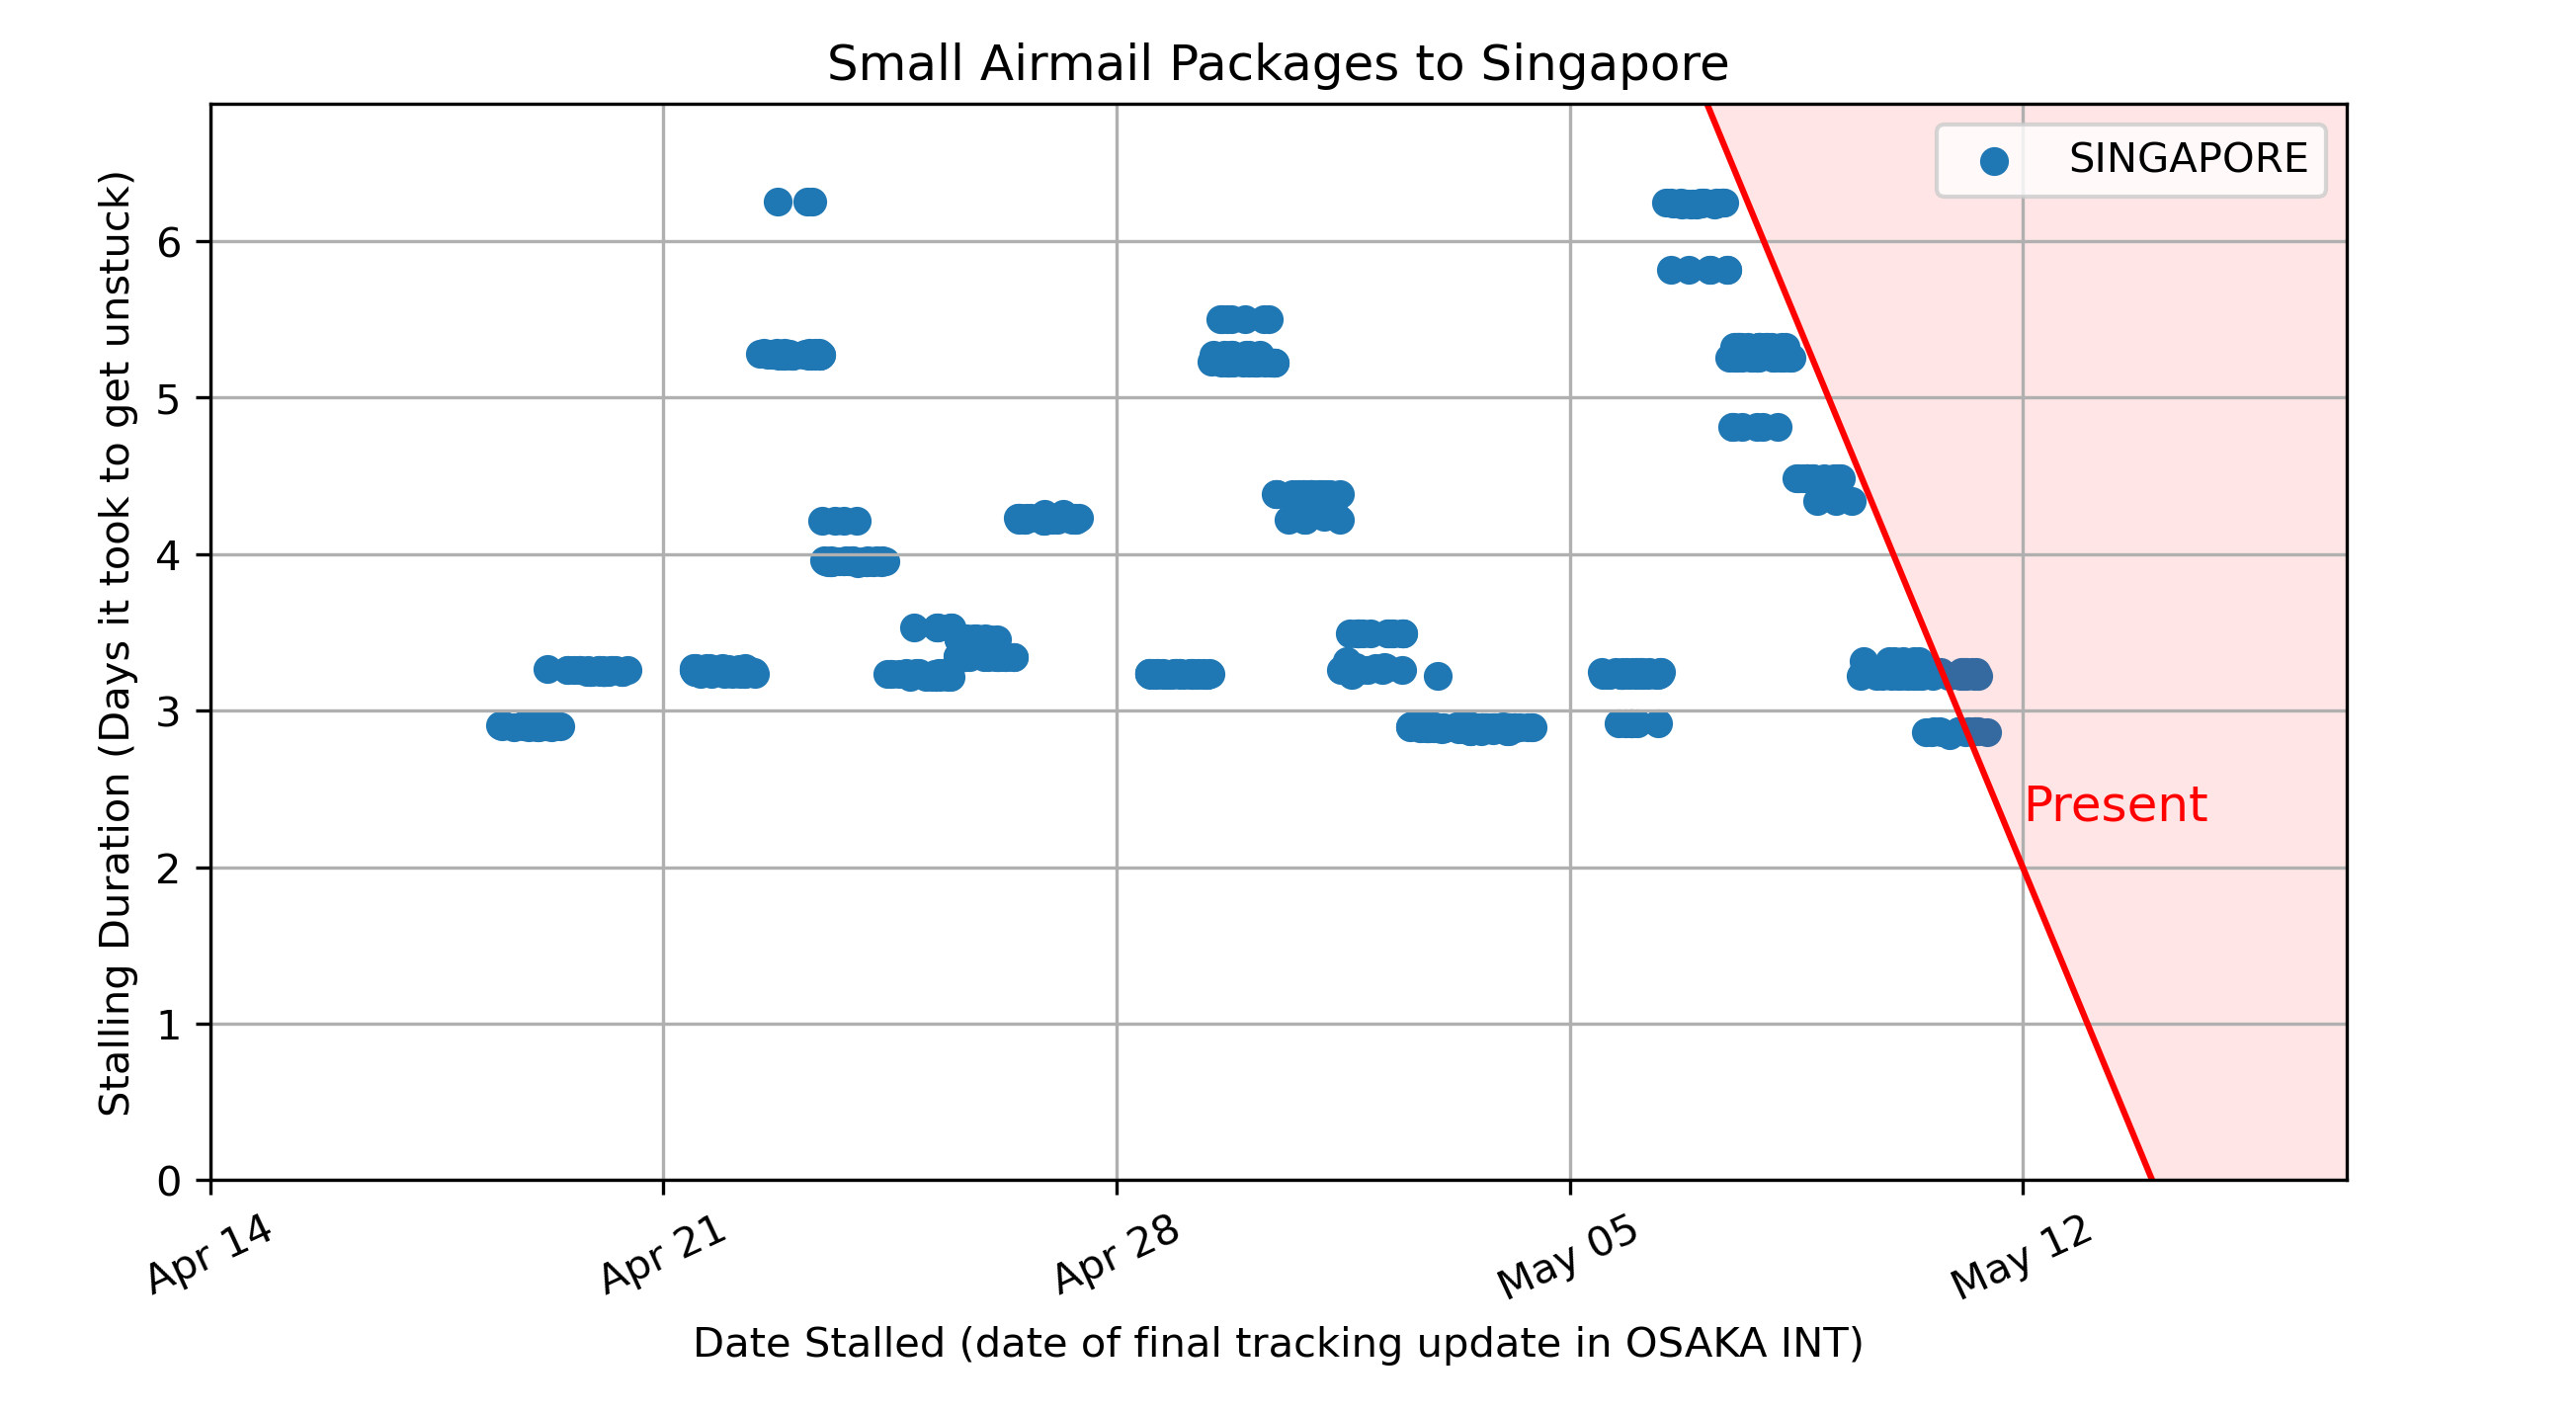 Small Airmail Packages to Singapore
SINGAPORE
Stalling Duration (Days it took to get unstuck)
6
5
4
3
2
1
0
Present
Apr 14
Apr 21
Apr 28
May 05
May 12
Date Stalled (date of final tracking update in OSAKA INT)